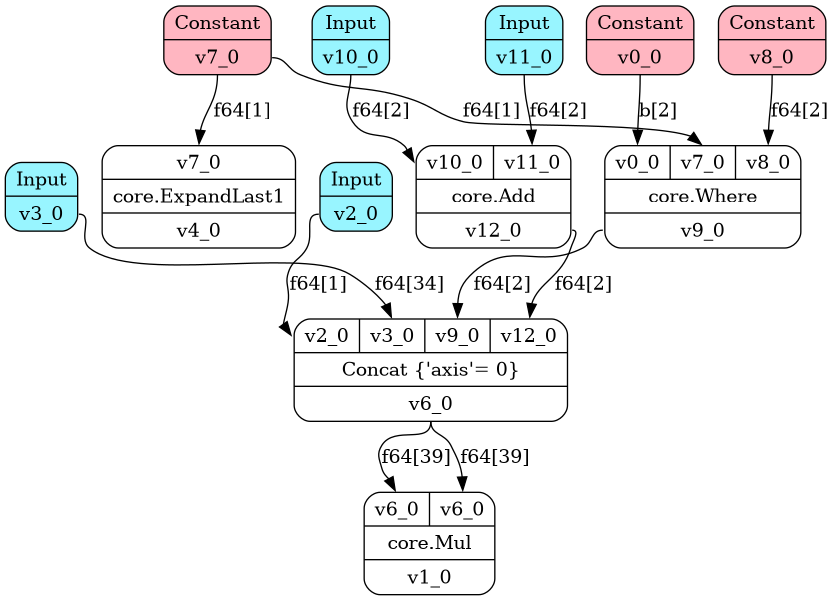 Constant
v7_0
Input
v10_0
Input
v11_0
Constant
v0_0
Constant
v8_0
f64[1]
f64[2]
f64[1]
f64[2]
b[2]
f64[2]
Input
v3_0
v7_0
core.ExpandLast1
v4_0
Input
v2_0
v10_0 v11_0
core.Add
v12_0
v0_0 v7_0 v8_0
core.Where
v9_0
f64[1]
f64[34]
f64[2]
f64[2]
v2_0 v3_0 v9_0 v12_0
Concat {'axis'= 0}
v6_0
f64[39]
f64[39]
v6_0 v6_0
core.Mul
v1_0